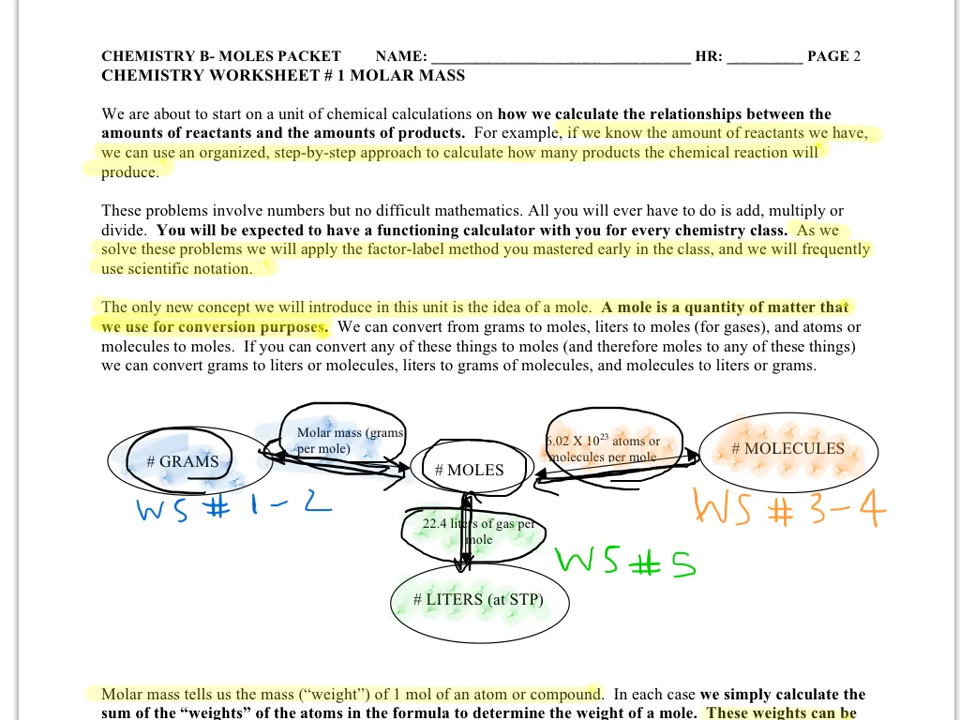 CHEMISTRY B- MOLES PACKET NAME: HR: PAGE 2
CHEMISTRY WORKSHEET # 1 MOLAR MASS
We are about to start on a unit of chemical calculations on how we calculate the relationships between the
amounts of reactants and the amounts of products. For example, if we know the amount of reactants we have,
we can use an organized, step-by-step approach to calculate how many products the chemical reaction will
produce.
These problems involve numbers but no difficult mathematics. All you will ever have to do is add, multiply or
divide. You will be expected to have a functioning calculator with you for every chemistry class. As we
solve these problems we will apply the factor-label method you mastered early in the class, and we will frequently
use scientific notation.
The only new concept we will introduce in this unit is the idea of a mole. A mole is a quantity of matter that
we use for conversion purposes. We can convert from grams to moles, liters to moles (for gases), and atoms or
molecules to moles. If you can convert any of these things to moles (and therefore moles to any of these things)
we can convert grams to liters or molecules, liters to grams of molecules, and molecules to liters or grams.
Molar mass (grams
per mole)
6.02 X 10²³ atoms or
molecules per mole
# GRAMS
# MOLES
# MOLECULES
WS # 1-2
WS # 3-4
22.4 liters of gas per
mole
WS # 5
# LITERS (at STP)
Molar mass tells us the mass (“weight”) of 1 mol of an atom or compound. In each case we simply calculate the
sum of the “weights” of the atoms in the formula to determine the weight of a mole. These weights can be